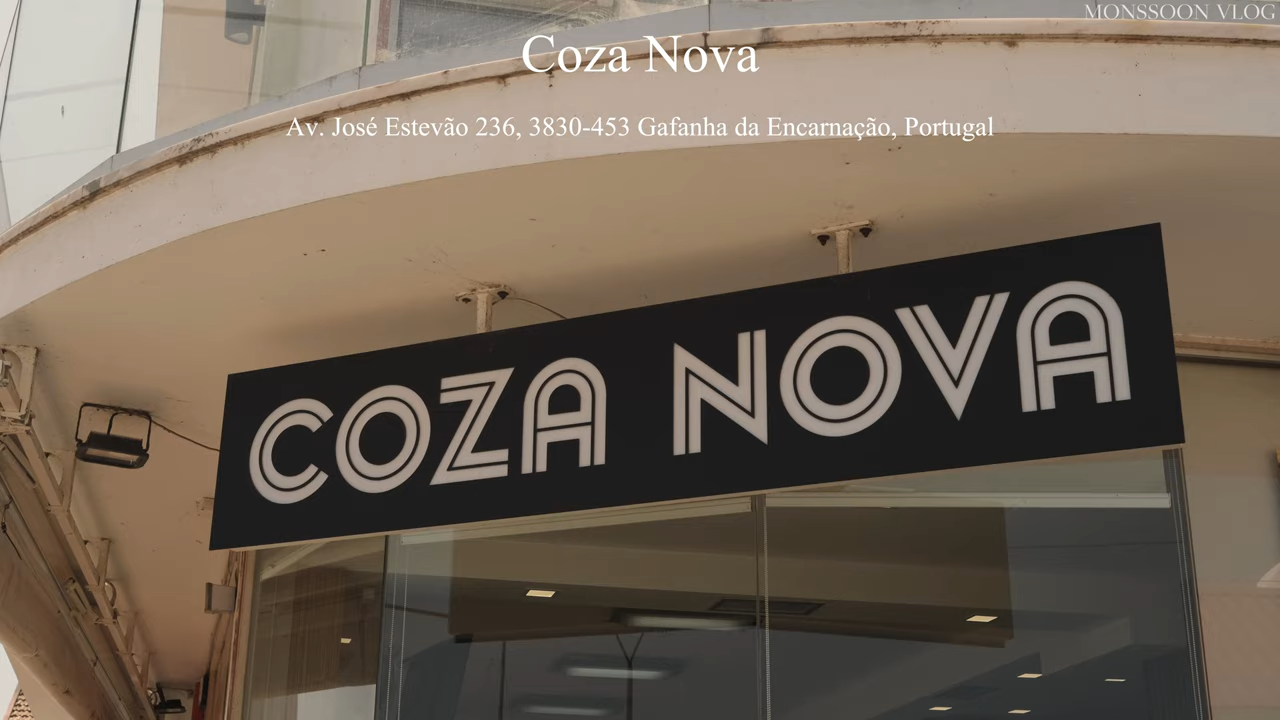 MONSSOON VLOG
Coza Nova
Av. José Estevão 236, 3830-453 Gafanha da Encarnação, Portugal
COZA NOVA